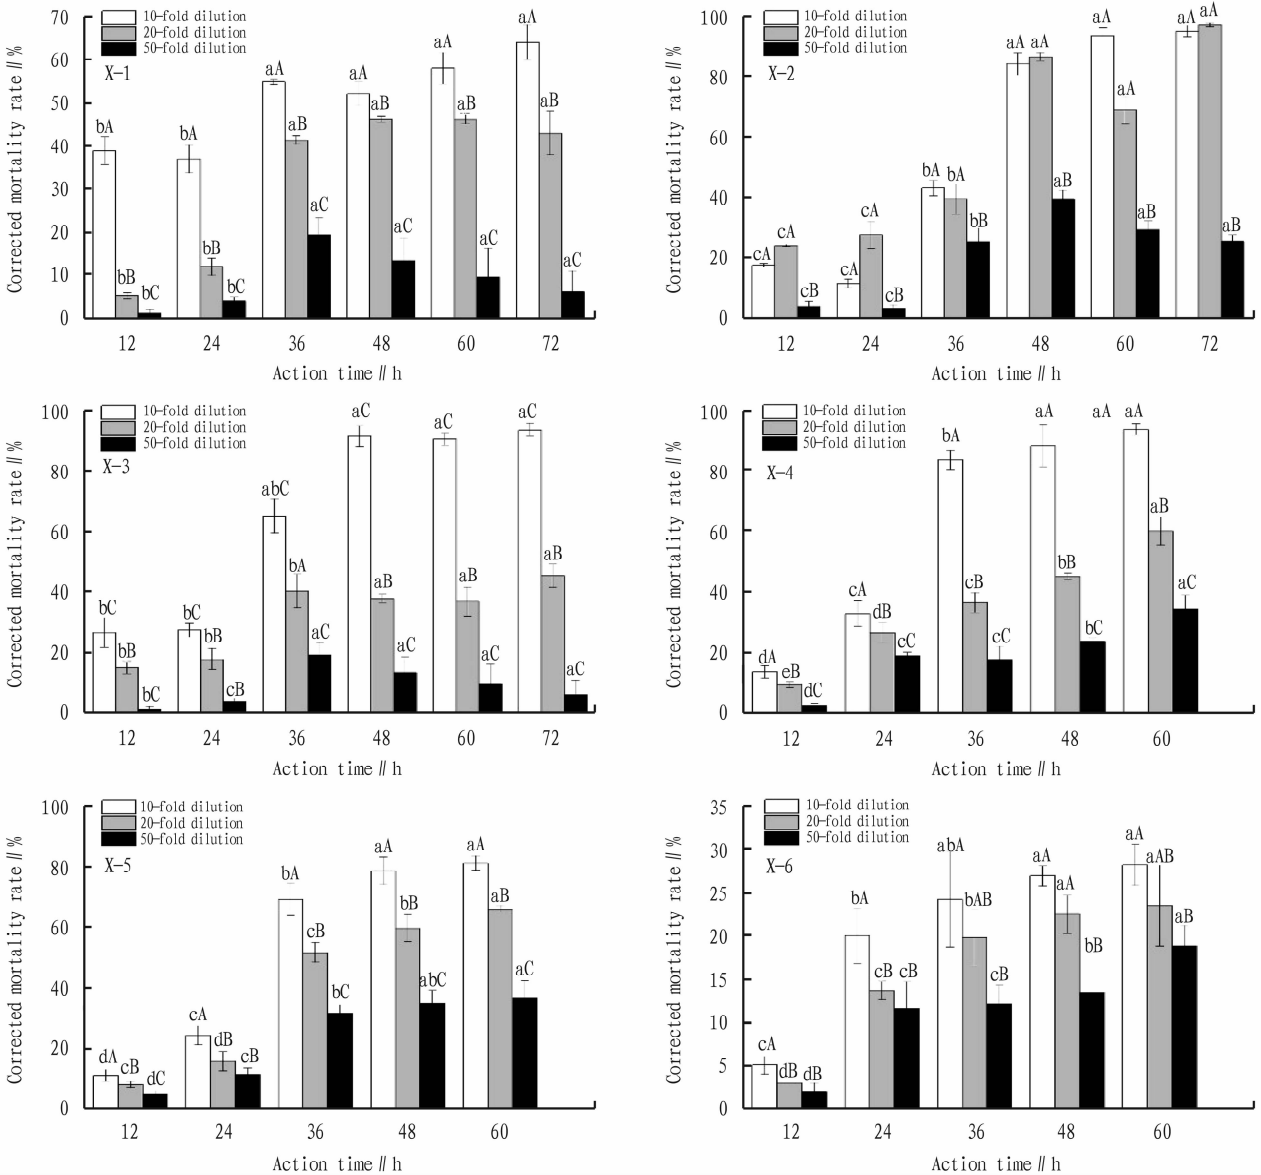 70
60
50
40
30
20
10
0
Corrected mortality rate∥%
10-fold dilution
20-fold dilution
50-fold dilution
X-1
bA bB bC
bA bB bC
aA aB aC
aA aB aC
aA aB aC
aA aB aC
12 24 36 48 60 72
Action time∥h
100
80
60
40
20
0
Corrected mortality rate∥%
10-fold dilution
20-fold dilution
50-fold dilution
X-2
cA cA cB
cA cA cB
bA bA bB
aA aA aB
aA aA aB
aA aA aB
12 24 36 48 60 72
Action time∥h
100
80
60
40
20
0
Corrected mortality rate∥%
10-fold dilution
20-fold dilution
50-fold dilution
X-3
bC bB bC
bC bB cB
abC bA aC
aC aB aC
aC aB aC
aC aB aC
12 24 36 48 60 72
Action time∥h
100
80
60
40
20
0
Corrected mortality rate∥%
10-fold dilution
20-fold dilution
50-fold dilution
X-4
dA eB dC
cA dB cC
bA cB cC
aA bB bC
aA aA aB aC
12 24 36 48 60
Action time∥h
100
80
60
40
20
0
Corrected mortality rate∥%
10-fold dilution
20-fold dilution
50-fold dilution
X-5
dA cB dC
cA dB cB
bA cB bC
aA bB abC
aA aB aC
12 24 36 48 60
Action time∥h
35
30
25
20
15
10
5
0
Corrected mortality rate∥%
10-fold dilution
20-fold dilution
50-fold dilution
X-6
cA dB dB
bA cB cB
abA bAB cB
aA aA bB
aA aAB aB
12 24 36 48 60
Action time∥h